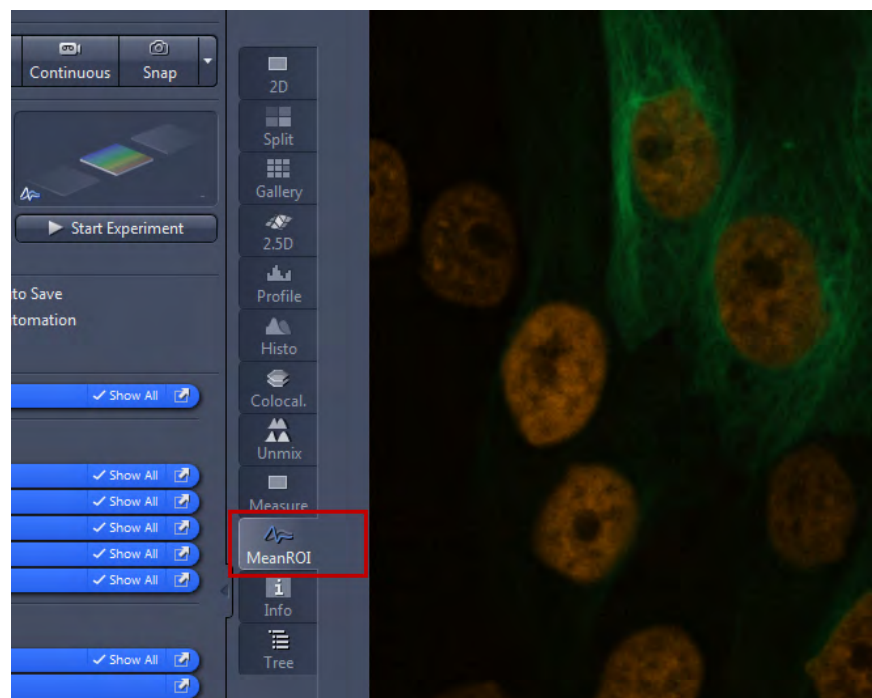 Continuous
Snap
Start Experiment
to Save
tomation
Show All
Show All
Show All
Show All
Show All
Show All
Show All
2D
Split
Gallery
2.5D
Profile
Histo
Colocal.
Unmix
Measure
MeanROI
i
Info
Tree